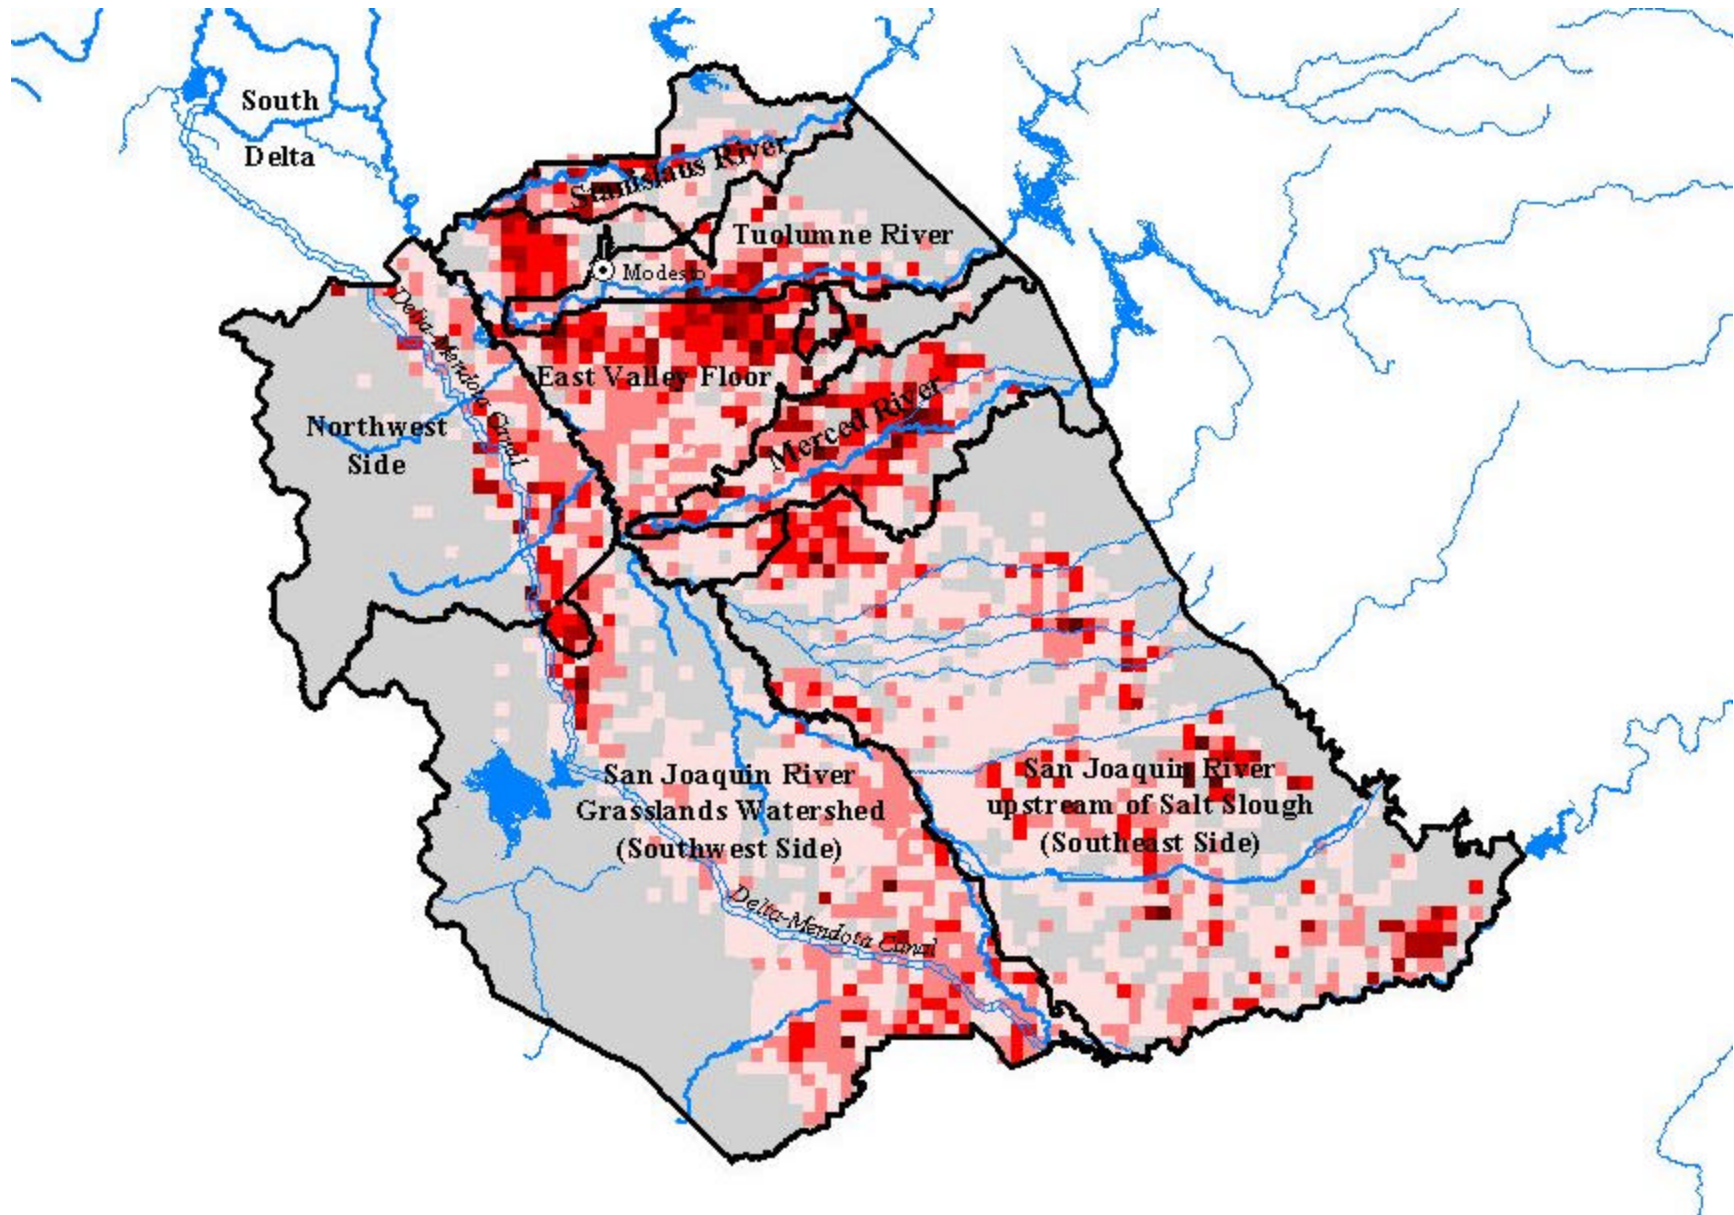 South
Delta
Stanislaus River
Tuolumne River
Modesto
Delta-Mendota Canal
East Valley Floor
Merced River
Northwest
Side
San Joaquin River
Grasslands Watershed
(Southwest Side)
San Joaquin River
upstream of Salt Slough
(Southeast Side)
Delta-Mendota Canal